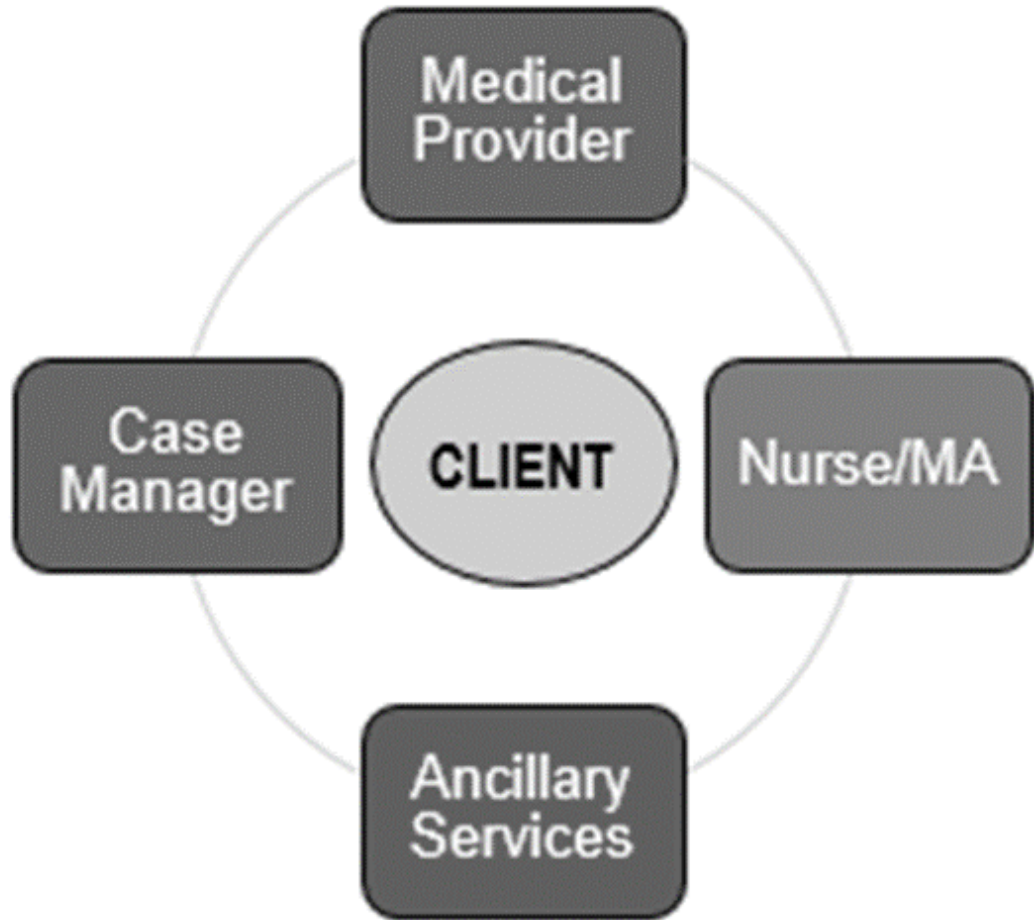 Medical
Provider
Case
Manager
CLIENT
Nurse/MA
Ancillary
Services